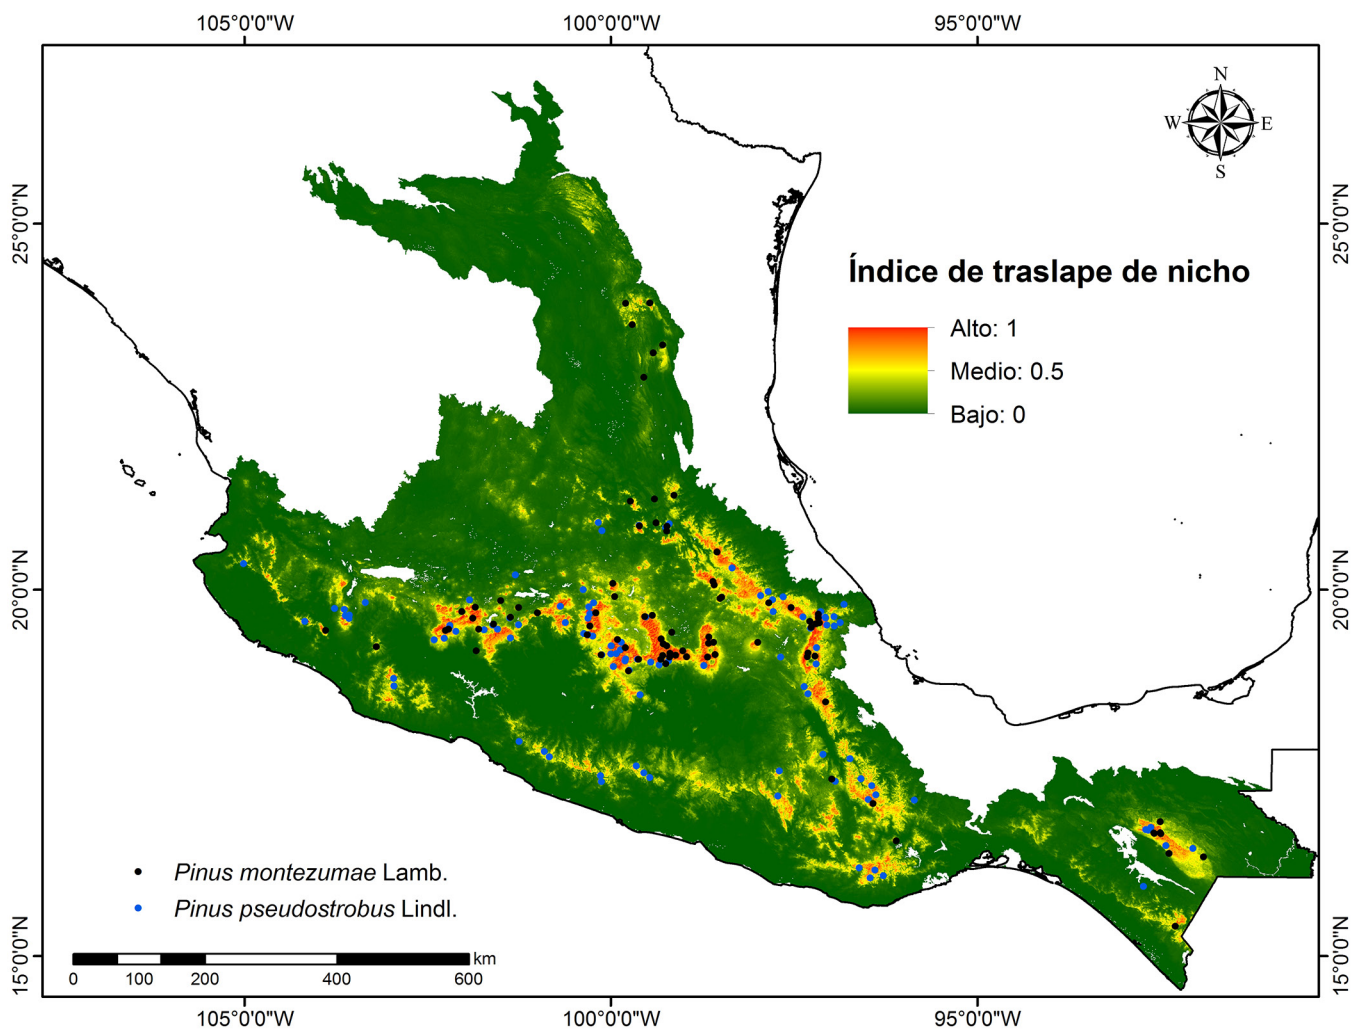 105°0'0"W 100°0'0"W 95°0'0"W
N
W E
S
25°0'0"N 25°0'0"N
Índice de traslape de nicho
Alto: 1
Medio: 0.5
Bajo: 0
20°0'0"N 20°0'0"N
Pinus montezumae Lamb.
Pinus pseudostrobus Lindl.
15°0'0"N 15°0'0"N
km
0 100 200 400 600
105°0'0"W 100°0'0"W 95°0'0"W